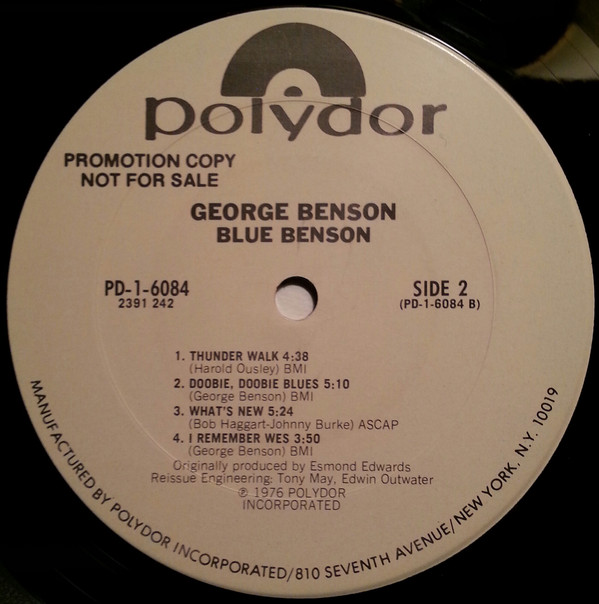 polydor
PROMOTION COPY
NOT FOR SALE
GEORGE BENSON
BLUE BENSON
PD-1-6084
2391 242
SIDE 2
(PD-1-6084 B)
1. THUNDER WALK 4:38
(Harold Ousley) BMI
2. DOOBIE, DOOBIE BLUES 5:10
(George Benson) BMI
3. WHAT'S NEW 5:24
(Bob Haggart-Johnny Burke) ASCAP
4. I REMEMBER WES 3:50
(George Benson) BMI
Originally produced by Esmond Edwards
Reissue Engineering: Tony May, Edwin Outwater
℗ 1976 POLYDOR
INCORPORATED
MANUFACTURED BY POLYDOR INCORPORATED/810 SEVENTH AVENUE/NEW YORK, N.Y. 10019